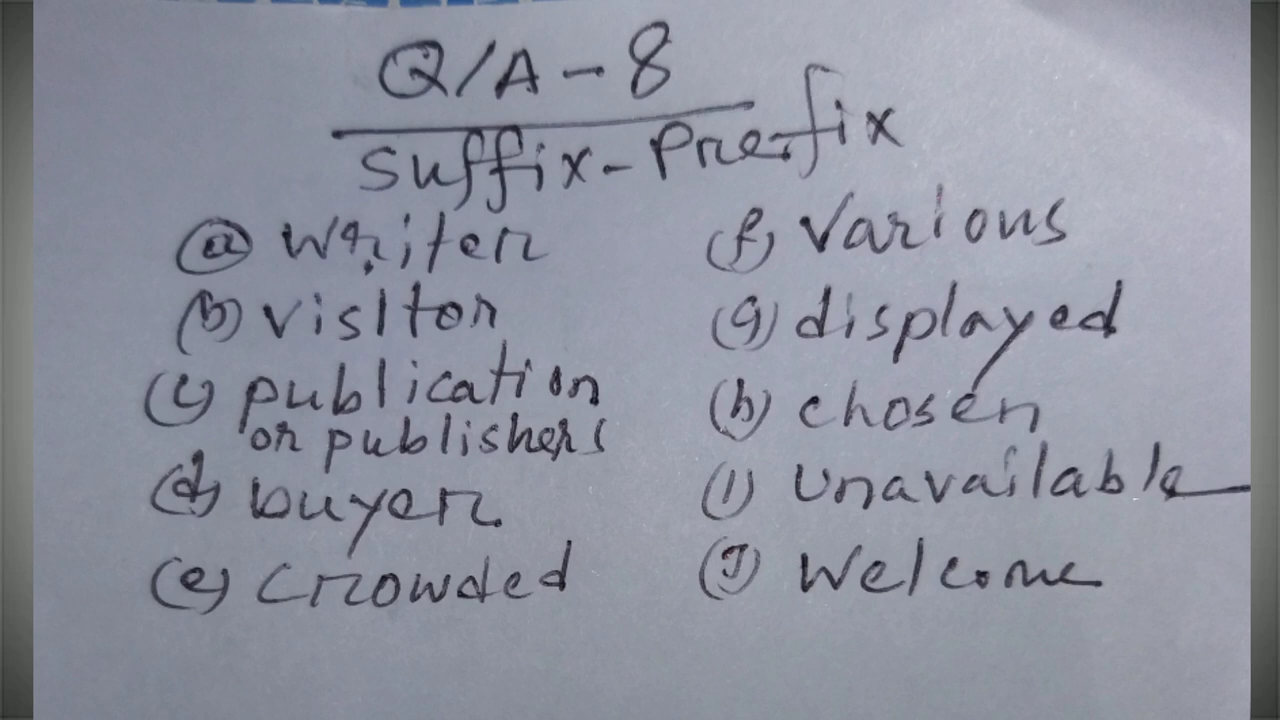 Q/A-8
Suffix-Prefix
(a) writer
(b) visitor
(c) publication
or publishers
(d) buyer.
(e) crowded
(f) various
(g) displayed
(h) chosen
(i) unavailable
(J) Welcome